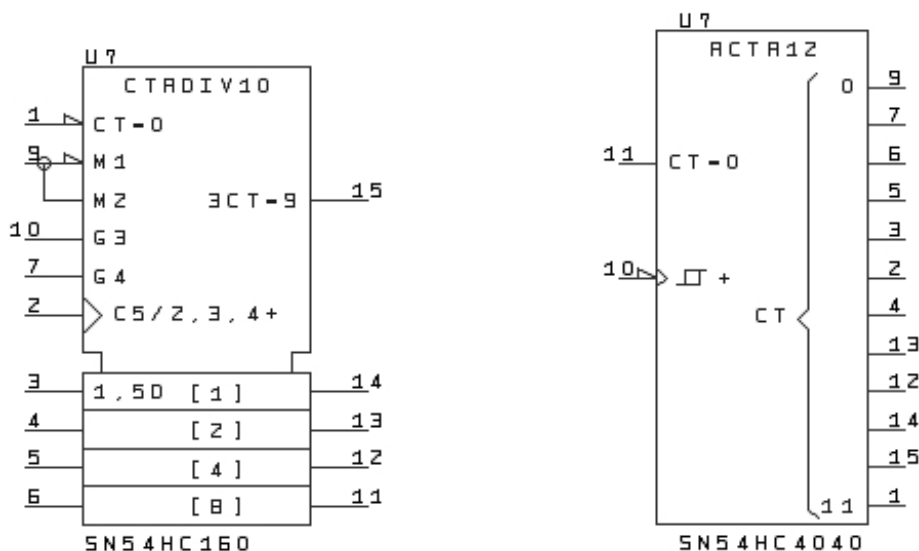 U7
CTRDIV10
1 CT-0
9 M1
M2 3CT-9 15
10 G3
7 G4
2 C5/2,3,4+
3 1,5D [1] 14
4 [2] 13
5 [4] 12
6 [8] 11
SN54HC160
U7
RCTR12
0 9
7
11 CT-0 6
5
3
10 + 2
CT 4
13
12
14
15
11 1
SN54HC4040